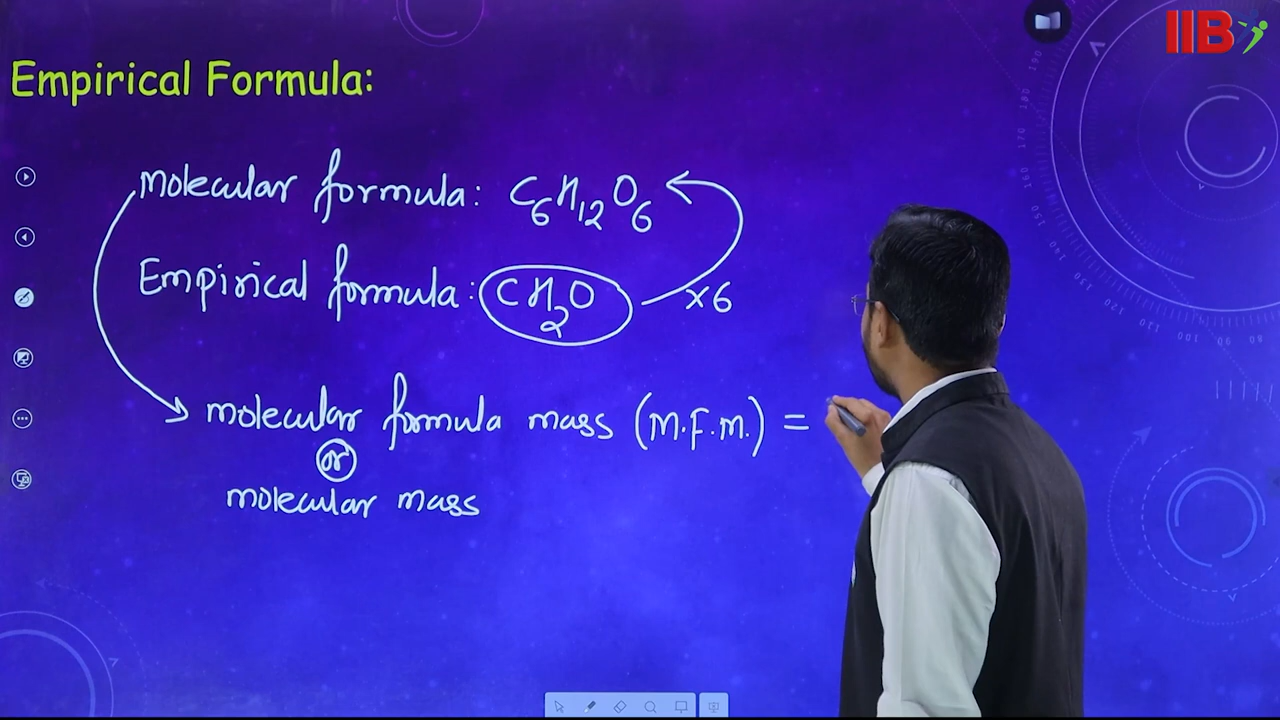 IIB
Empirical Formula:
Molecular formula: C₆H₁₂O₆
Empirical formula: CH₂O ×6
molecular formula mass (M.F.M.) =
or
molecular mass